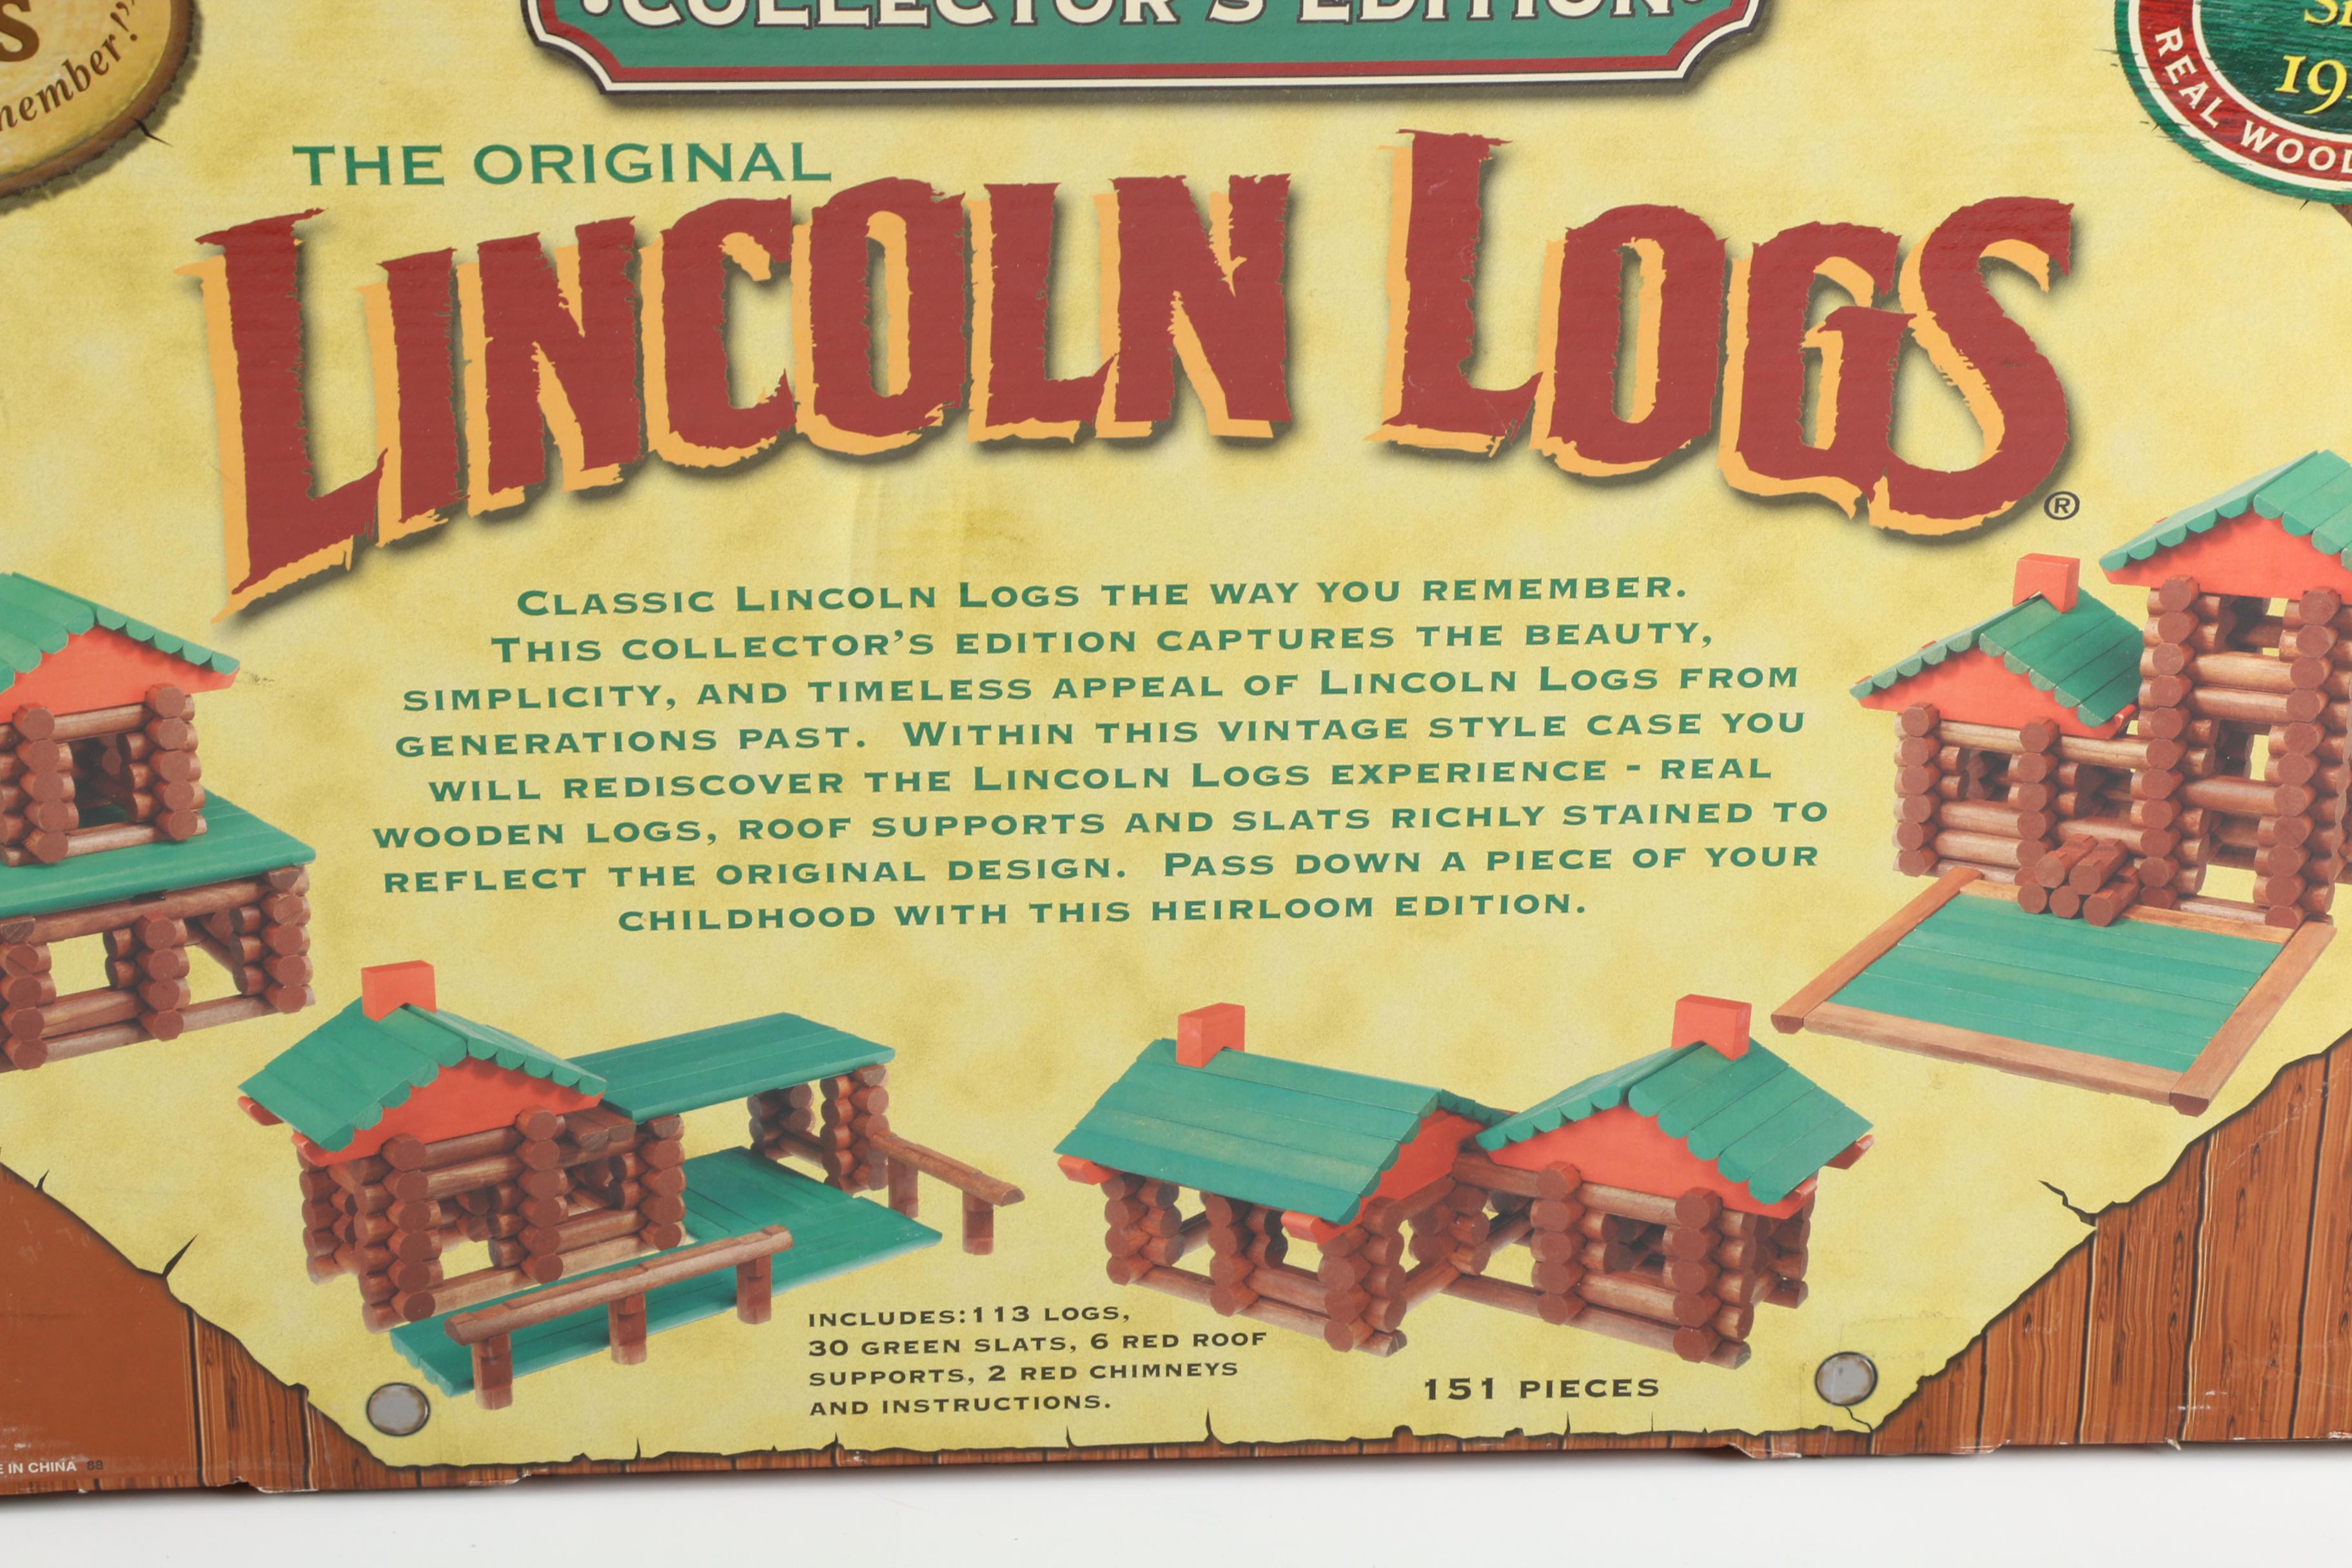 COLLECTOR'S EDITION
REAL
THE ORIGINAL
LINCOLN LOGS®
CLASSIC LINCOLN LOGS THE WAY YOU REMEMBER.
THIS COLLECTOR'S EDITION CAPTURES THE BEAUTY,
SIMPLICITY, AND TIMELESS APPEAL OF LINCOLN LOGS FROM
GENERATIONS PAST. WITHIN THIS VINTAGE STYLE CASE YOU
WILL REDISCOVER THE LINCOLN LOGS EXPERIENCE - REAL
WOODEN LOGS, ROOF SUPPORTS AND SLATS RICHLY STAINED TO
REFLECT THE ORIGINAL DESIGN. PASS DOWN A PIECE OF YOUR
CHILDHOOD WITH THIS HEIRLOOM EDITION.
INCLUDES:113 LOGS,
30 GREEN SLATS, 6 RED ROOF
SUPPORTS, 2 RED CHIMNEYS
AND INSTRUCTIONS.
151 PIECES
IN CHINA 88